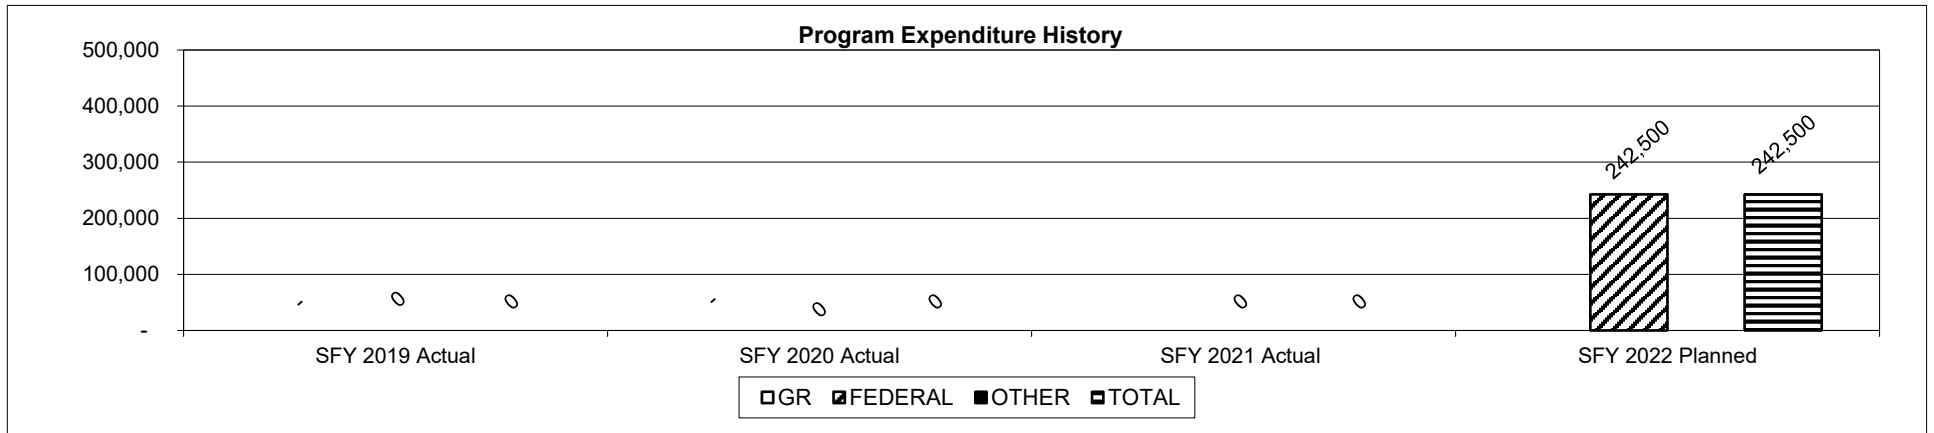 Program Expenditure History
500,000
400,000
300,000
200,000
100,000
-
- 0 0 - 0 0 0 0 242,500 242,500
SFY 2019 Actual SFY 2020 Actual SFY 2021 Actual SFY 2022 Planned
GR FEDERAL OTHER TOTAL